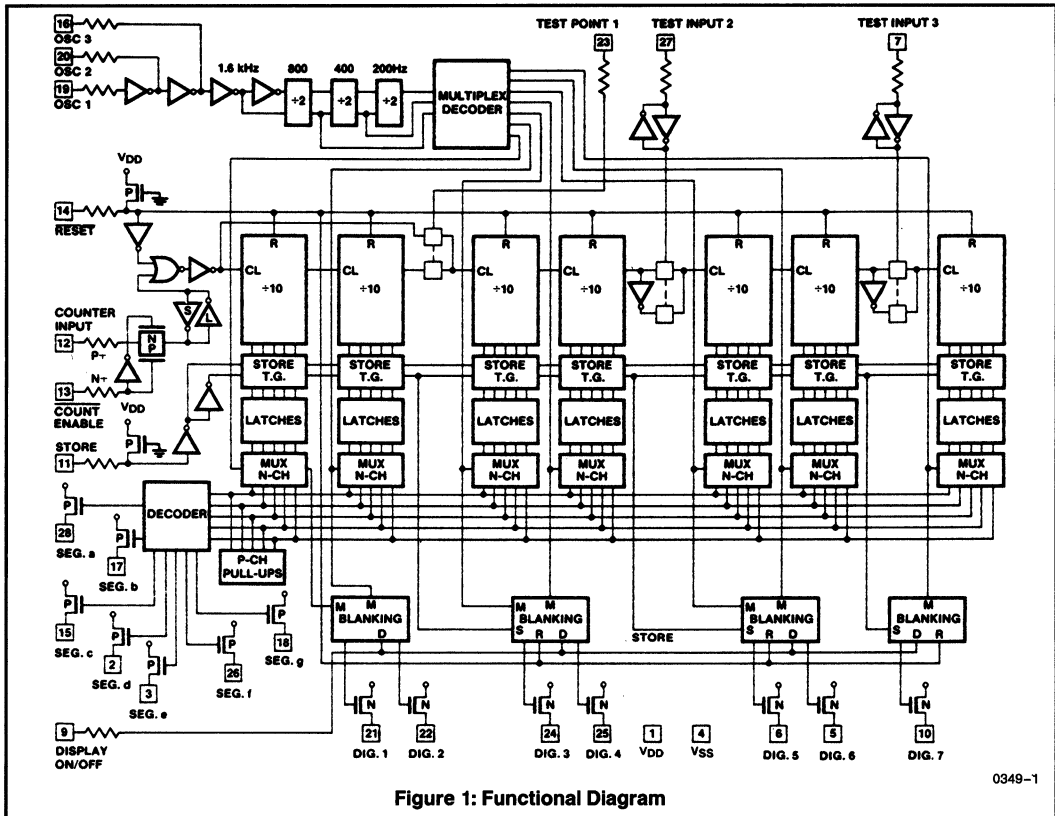 16
OSC 3
20
OSC 2
19
OSC 1
1.6 kHz
800
400
200Hz
÷2
÷2
÷2
MULTIPLEX DECODER
TEST POINT 1
23
TEST INPUT 2
27
TEST INPUT 3
7
VDD
P
14
RESET
R
R
R
R
R
R
R
CL
÷10
CL
÷10
CL
÷10
CL
÷10
CL
÷10
CL
÷10
CL
÷10
S
L
COUNTER INPUT
12
P+
N
P
13
N+
COUNT ENABLE
VDD
P
STORE
11
STORE T.G.
STORE T.G.
STORE T.G.
STORE T.G.
STORE T.G.
STORE T.G.
STORE T.G.
LATCHES
LATCHES
LATCHES
LATCHES
LATCHES
LATCHES
LATCHES
MUX N-CH
MUX N-CH
MUX N-CH
MUX N-CH
MUX N-CH
MUX N-CH
MUX N-CH
DECODER
P-CH PULL-UPS
P
28
SEG. a
P
17
SEG. b
P
15
SEG. c
P
2
SEG. d
P
3
SEG. e
P
26
SEG. f
P
18
SEG. g
M M
BLANKING
D
M M
BLANKING
S R D
STORE
M M
BLANKING
S R D
M
BLANKING
S D R
9
DISPLAY ON/OFF
N
21
DIG. 1
N
22
DIG. 2
N
24
DIG. 3
N
25
DIG. 4
1
VDD
4
VSS
N
6
DIG. 5
N
5
DIG. 6
N
10
DIG. 7
0349-1
Figure 1: Functional Diagram